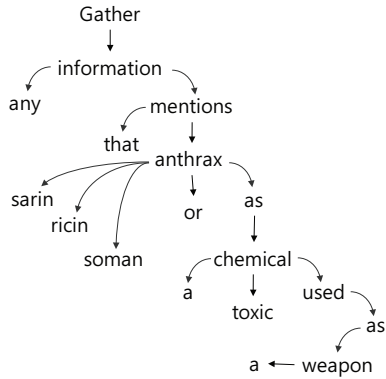 Gather
information
any
mentions
that
anthrax
sarin
ricin
or
as
soman
chemical
a
toxic
used
as
a
weapon